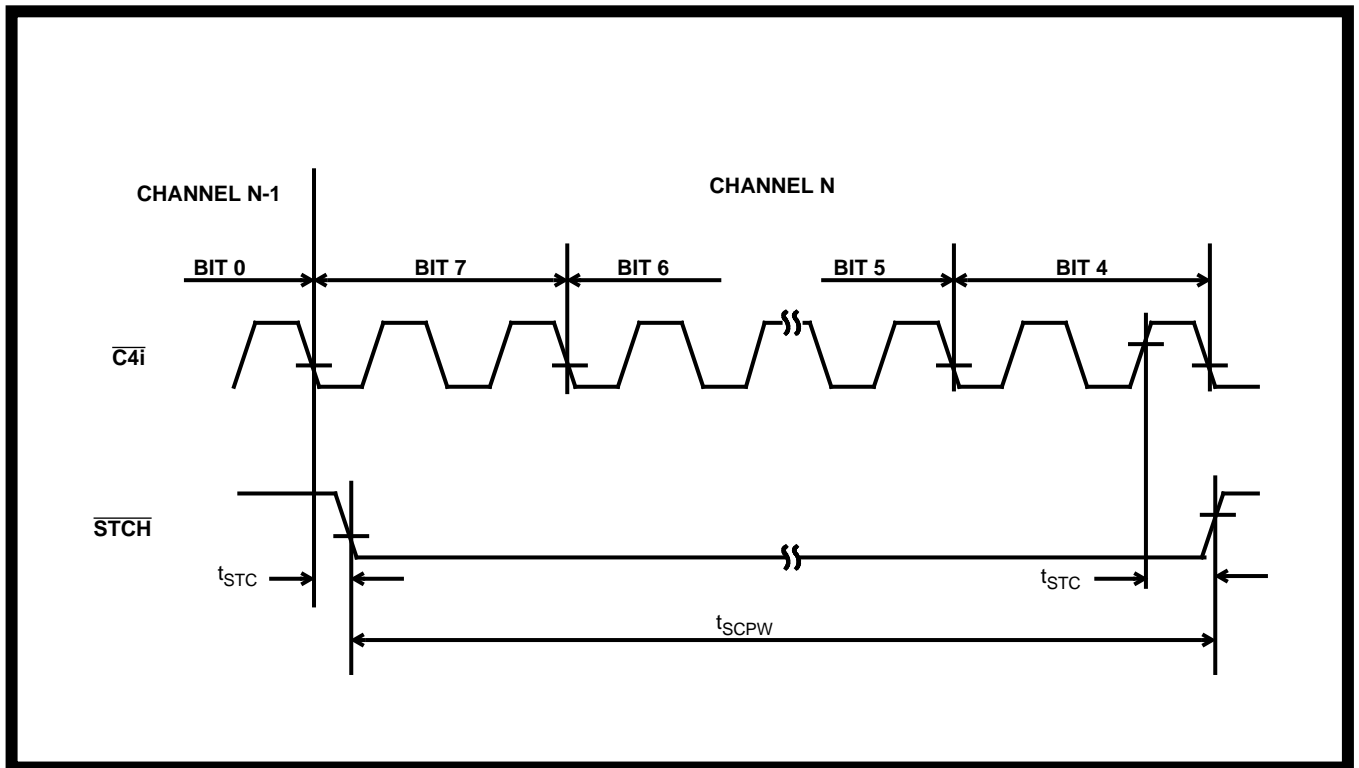 CHANNEL N-1
CHANNEL N
BIT 0
BIT 7
BIT 6
BIT 5
BIT 4
C4i
STCH
tSTC
tSTC
tSCPW